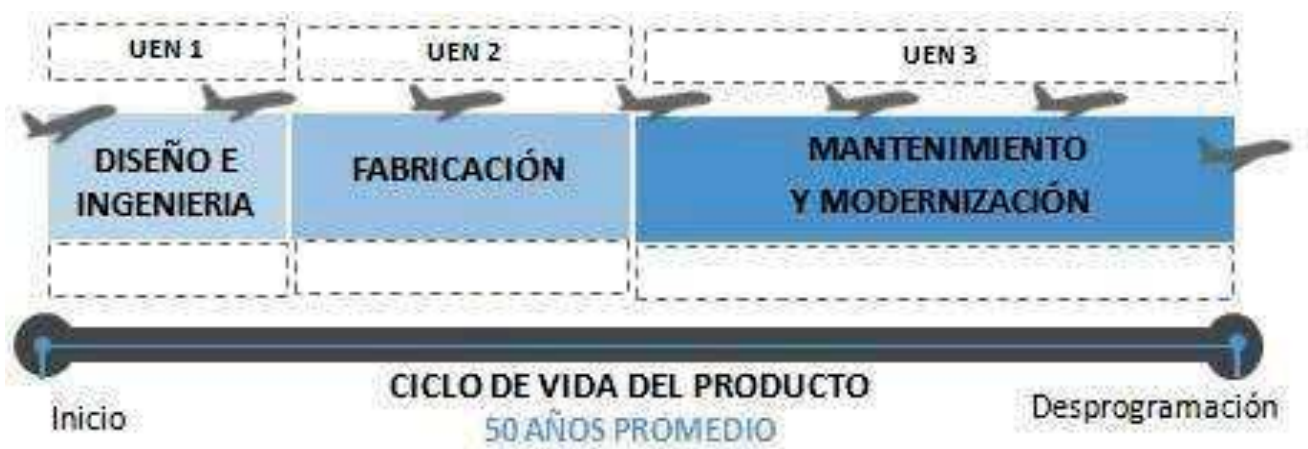 UEN 1
UEN 2
UEN 3
DISEÑO E
INGENIERIA
FABRICACIÓN
MANTENIMIENTO
Y MODERNIZACIÓN
CICLO DE VIDA DEL PRODUCTO
50 AÑOS PROMEDIO
Inicio
Desprogramación